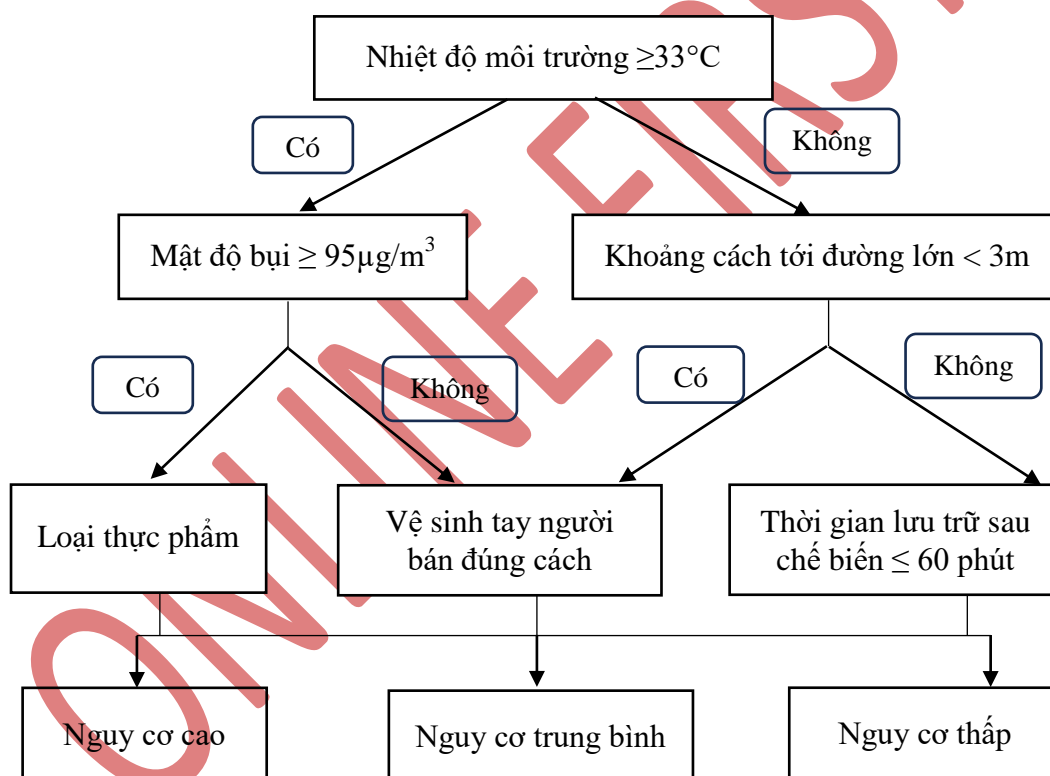 Nhiệt độ môi trường ≥33°C
Có
Không
Mật độ bụi ≥ 95µg/m³
Khoảng cách tới đường lớn < 3m
Có
Không
Có
Không
Loại thực phẩm
Vệ sinh tay người
bán đúng cách
Thời gian lưu trữ sau
chế biến ≤ 60 phút
Nguy cơ cao
Nguy cơ trung bình
Nguy cơ thấp
ONLINE FIRST